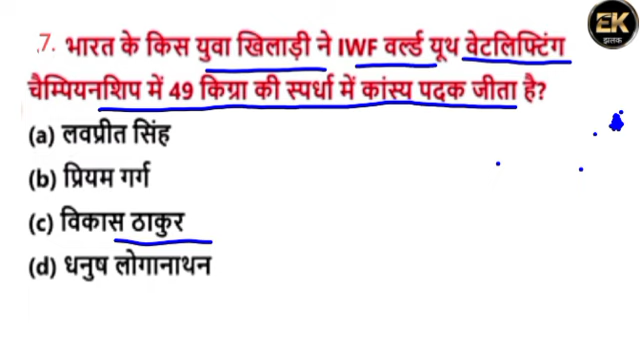 EK
झलक
7. भारत के किस युवा खिलाड़ी ने IWF वर्ल्ड यूथ वेटलिफ्टिंग
चैम्पियनशिप में 49 किग्रा की स्पर्धा में कांस्य पदक जीता है?
(a) लवप्रीत सिंह
(b) प्रियम गर्ग
(c) विकास ठाकुर
(d) धनुष लोगानाथन